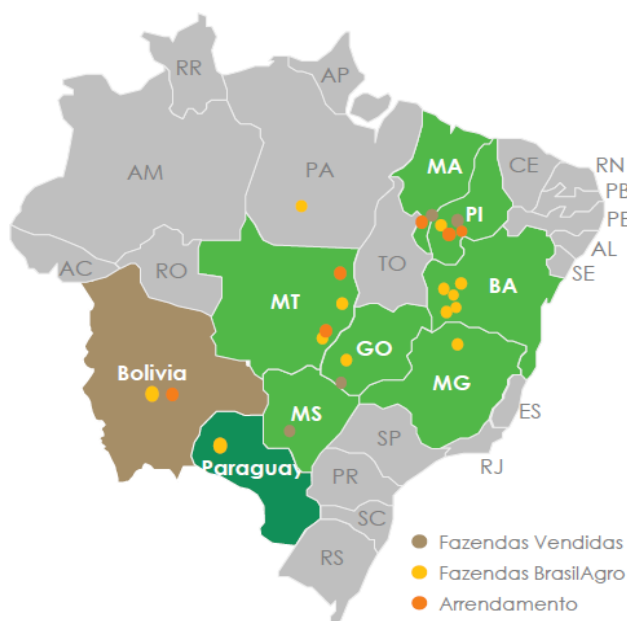 RR
AP
AM
PA
MA
CE
RN
PB
PI
PE
AL
SE
AC
RO
TO
MT
BA
GO
Bolivia
MG
MS
ES
SP
Paraguay
RJ
PR
SC
RS
Fazendas Vendidas
Fazendas BrasilAgro
Arrendamento